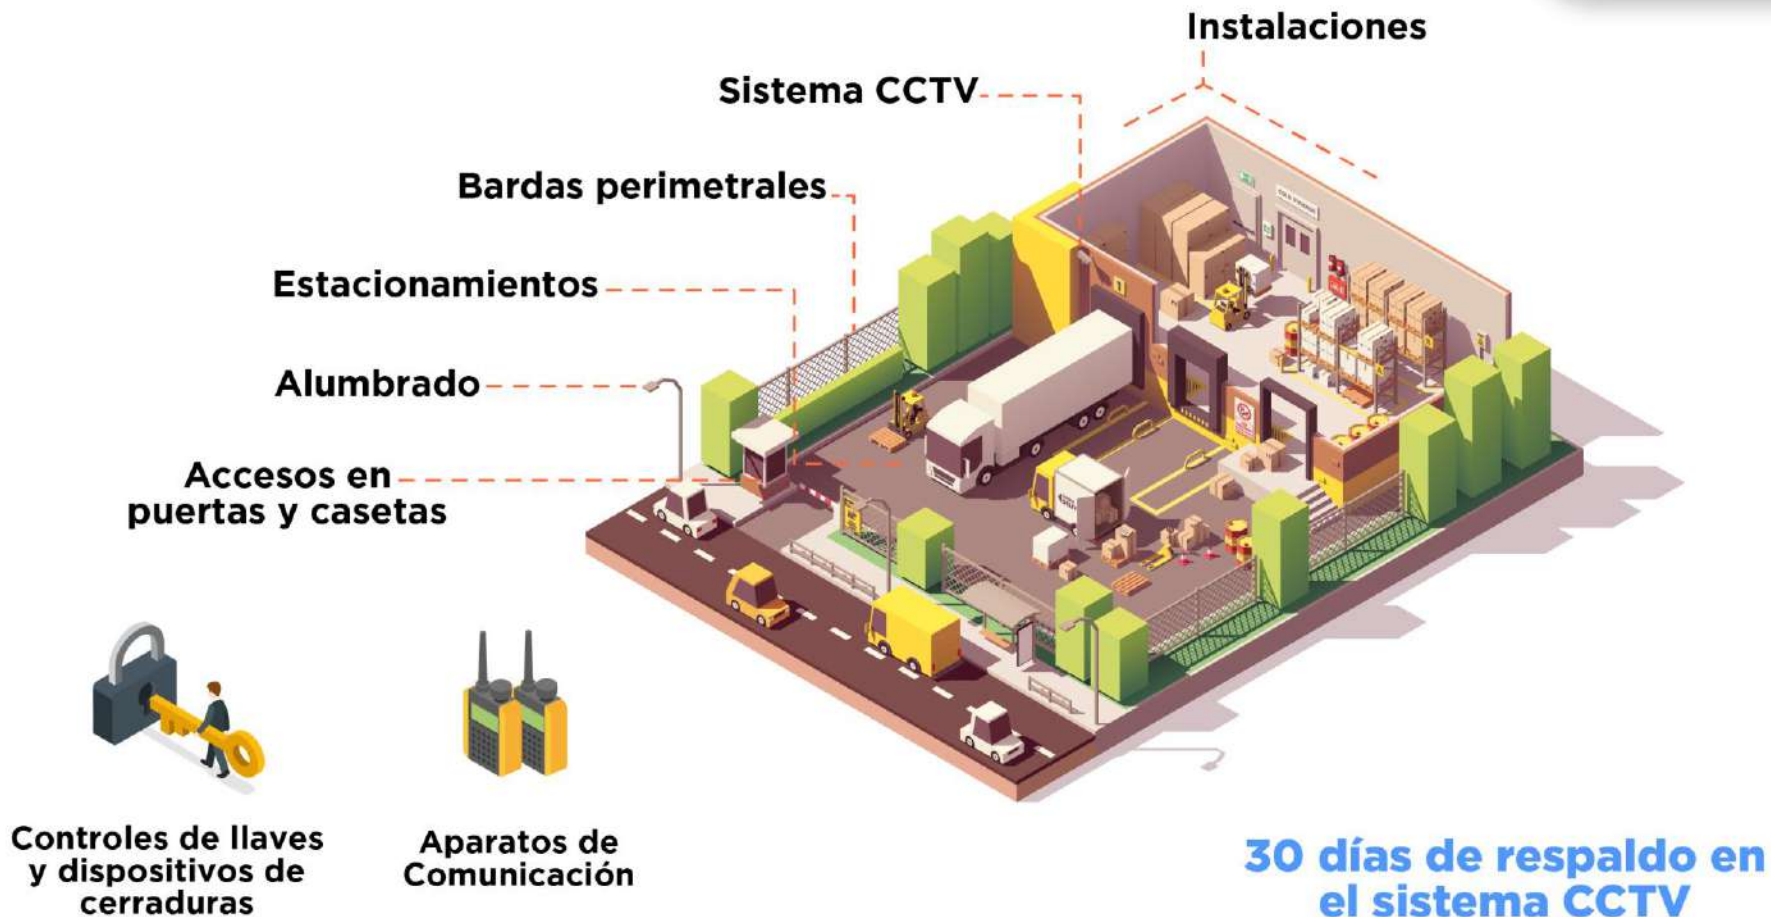 Instalaciones
Sistema CCTV
Bardas perimetrales
Estacionamientos
Alumbrado
Accesos en
puertas y casetas
Controles de llaves
y dispositivos de
cerraduras
Aparatos de
Comunicación
30 días de respaldo en
el sistema CCTV